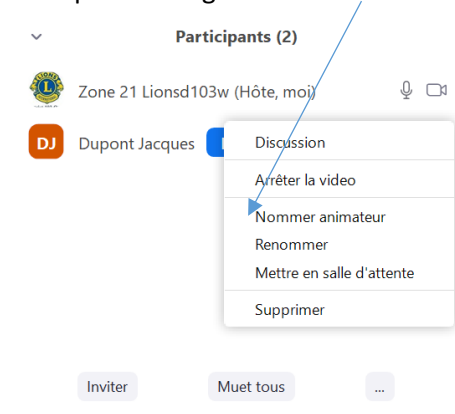 Participants (2)
Zone 21 Lionsd103w (Hôte, moi)
DJ Dupont Jacques
Discussion
Arrêter la video
Nommer animateur
Renommer
Mettre en salle d'attente
Supprimer
Inviter Muet tous ...